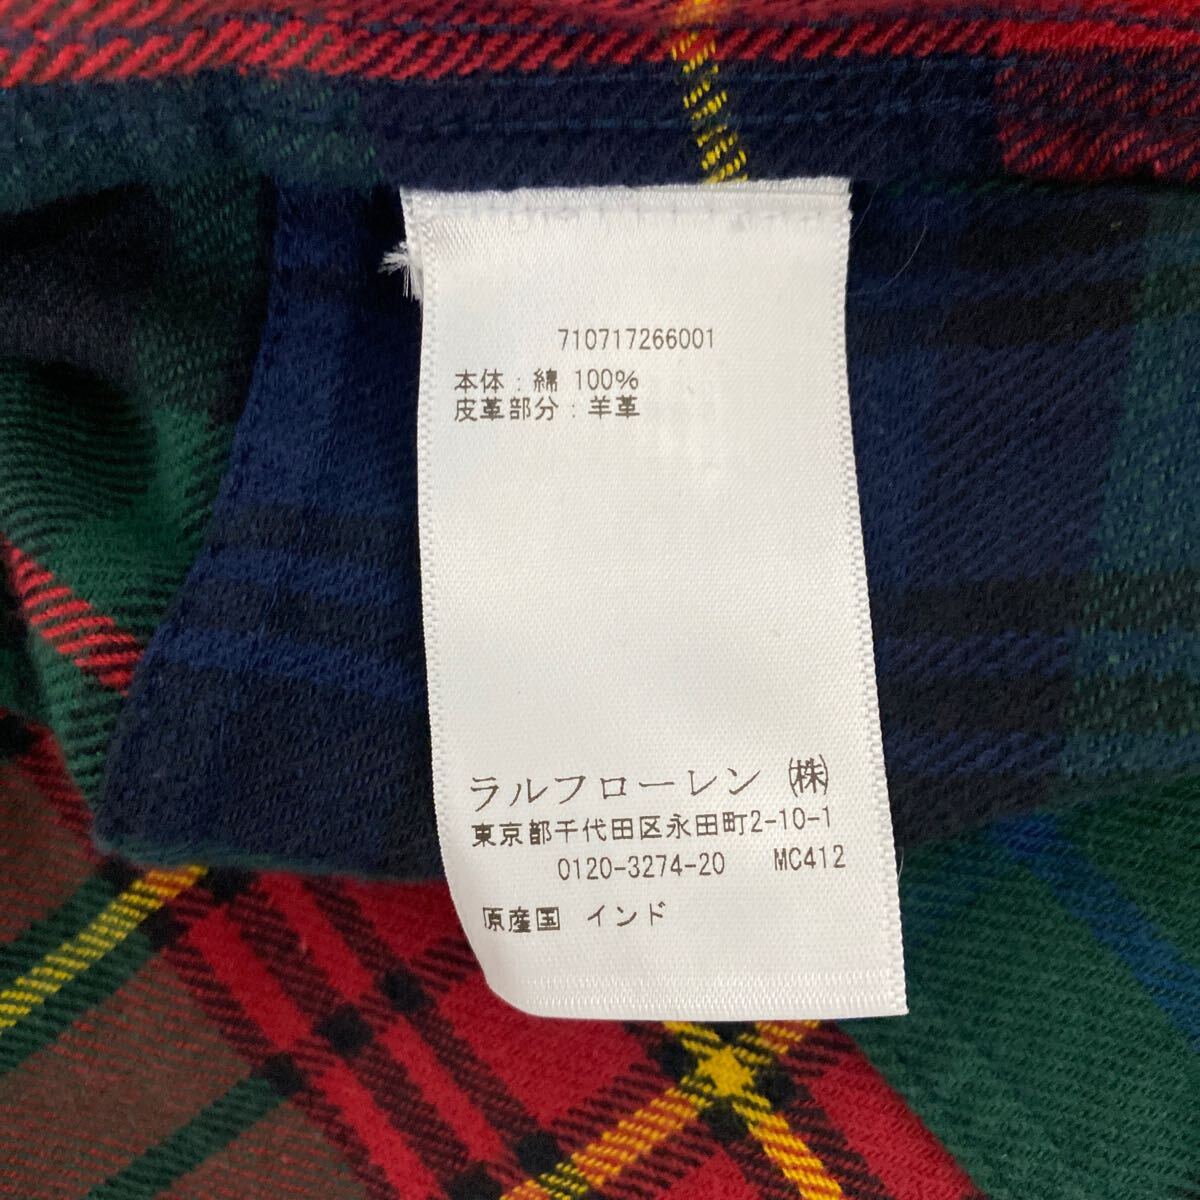 710717266001
本体：綿 100%
皮革部分：羊革
ラルフローレン ㈱
東京都千代田区永田町2-10-1
0120-3274-20 MC412
原産国 インド